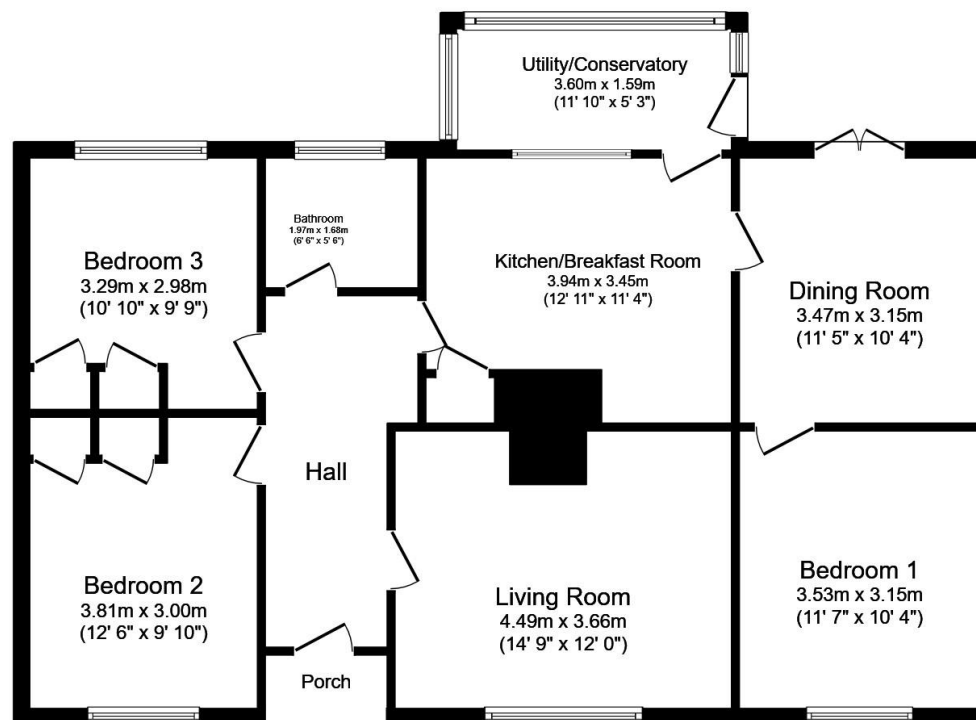 Utility/Conservatory
3.60m x 1.59m
(11' 10" x 5' 3")
Bathroom
1.97m x 1.68m
(6' 6" x 5' 6")
Bedroom 3
3.29m x 2.98m
(10' 10" x 9' 9")
Kitchen/Breakfast Room
3.94m x 3.45m
(12' 11" x 11' 4")
Dining Room
3.47m x 3.15m
(11' 5" x 10' 4")
Hall
Bedroom 2
3.81m x 3.00m
(12' 6" x 9' 10")
Living Room
4.49m x 3.66m
(14' 9" x 12' 0")
Bedroom 1
3.53m x 3.15m
(11' 7" x 10' 4")
Porch